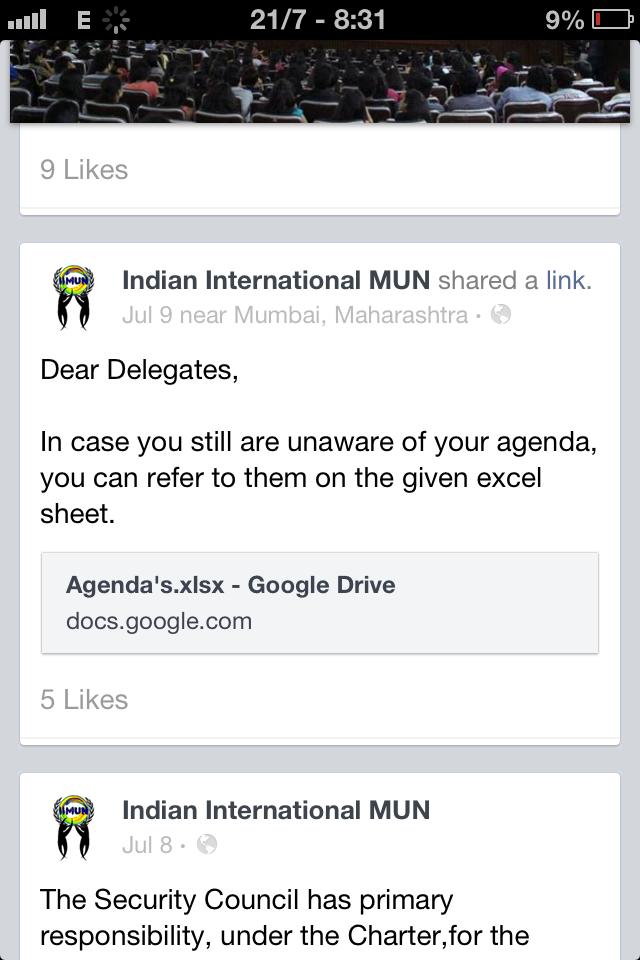 E 21/7 - 8:31 9%
9 Likes
IIMUN
Indian International MUN shared a link.
Jul 9 near Mumbai, Maharashtra ·
Dear Delegates,
In case you still are unaware of your agenda,
you can refer to them on the given excel
sheet.
Agenda's.xlsx - Google Drive
docs.google.com
5 Likes
IIMUN
Indian International MUN
Jul 8 ·
The Security Council has primary
responsibility, under the Charter,for the